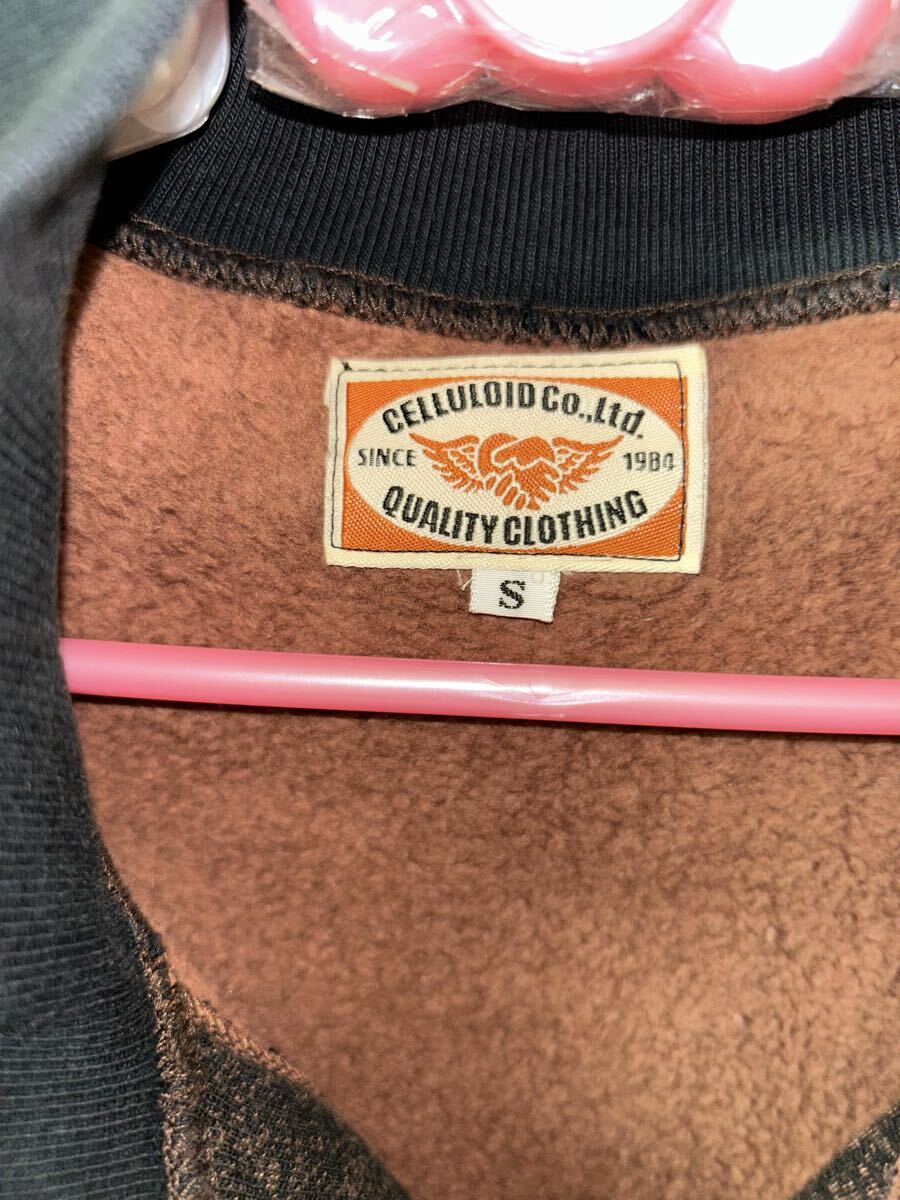 CELLULOID Co.,Ltd.
SINCE 1984
QUALITY CLOTHING
S